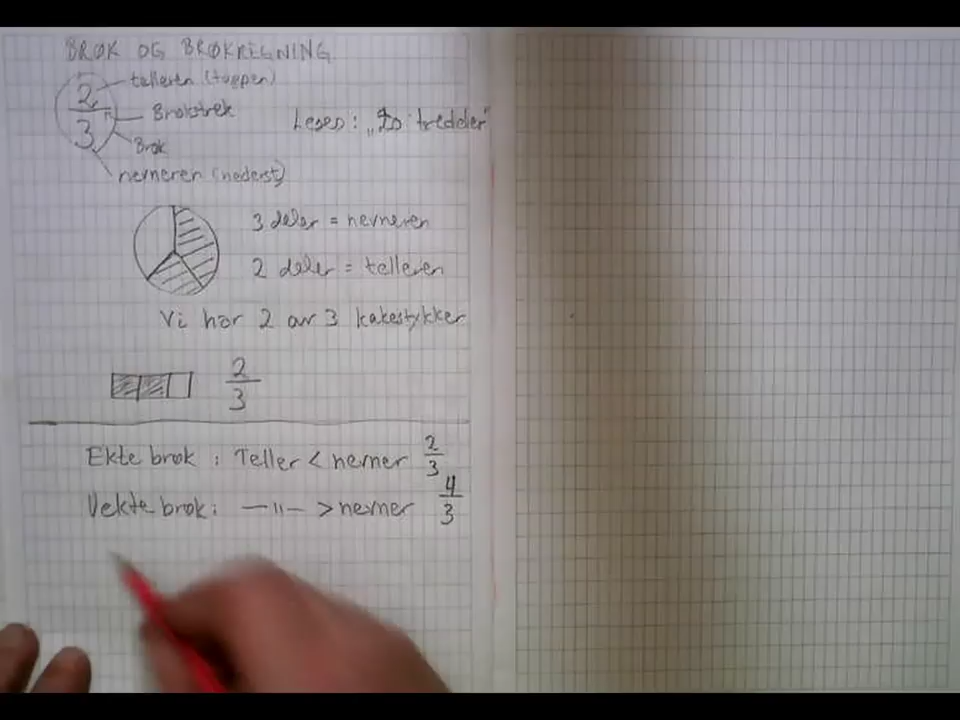 BRØK OG BRØKREGNING
2 telleren (toppen)
Brøkstrek
3 Leses: „To tredeler"
Brøk
nevneren (nederst)
3 deler = nevneren
2 deler = telleren
Vi har 2 av 3 kakestykker
2
3
Ekte brøk : Teller < nevner 2/3
Uekte brøk: —"— > nevner 4/3